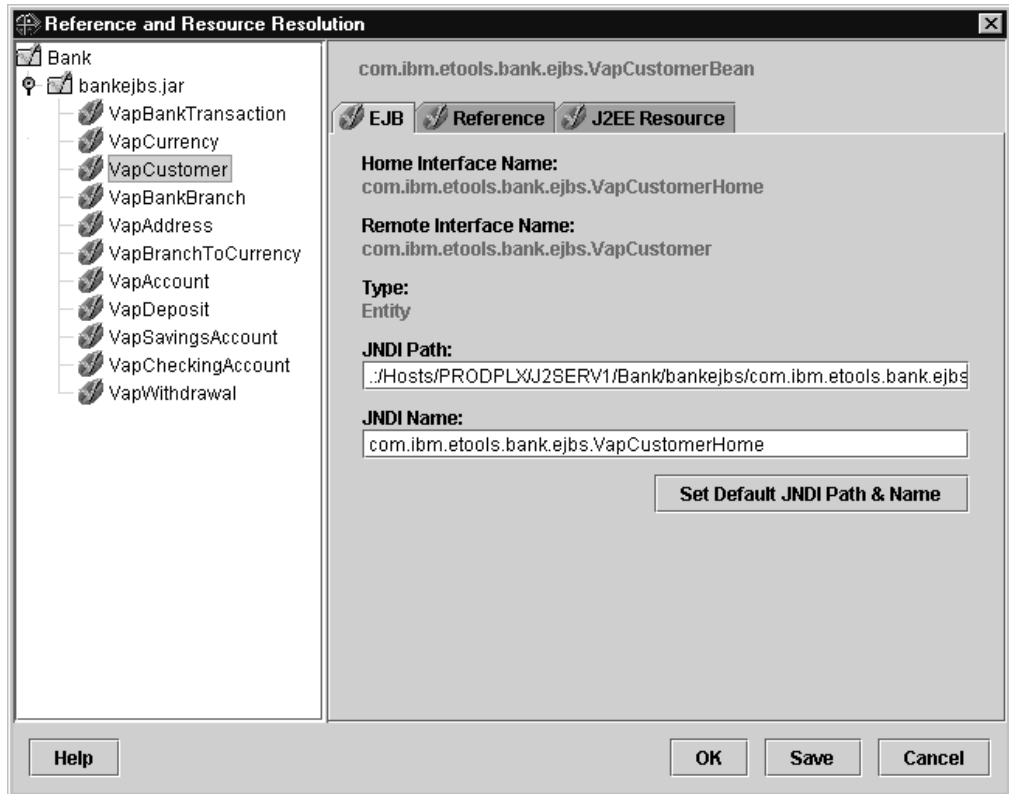 Reference and Resource Resolution
Bank
bankejbs.jar
VapBankTransaction
VapCurrency
VapCustomer
VapBankBranch
VapAddress
VapBranchToCurrency
VapAccount
VapDeposit
VapSavingsAccount
VapCheckingAccount
VapWithdrawal
com.ibm.etools.bank.ejbs.VapCustomerBean
EJB Reference J2EE Resource
Home Interface Name:
com.ibm.etools.bank.ejbs.VapCustomerHome
Remote Interface Name:
com.ibm.etools.bank.ejbs.VapCustomer
Type:
Entity
JNDI Path:
.:/Hosts/PRODPLX/J2SERV1/Bank/bankejbs/com.ibm.etools.bank.ejbs
JNDI Name:
com.ibm.etools.bank.ejbs.VapCustomerHome
Set Default JNDI Path & Name
Help OK Save Cancel